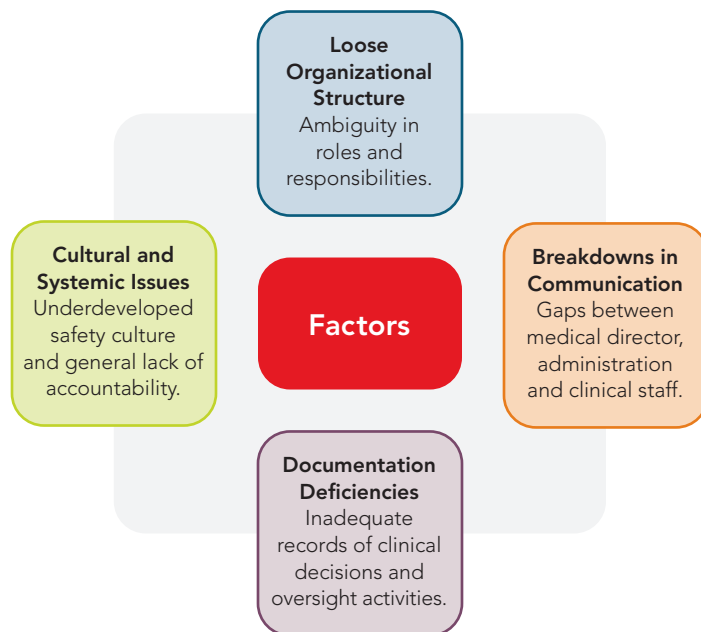 Loose
Organizational
Structure
Ambiguity in
roles and
responsibilities.
Cultural and
Systemic Issues
Underdeveloped
safety culture
and general lack of
accountability.
Factors
Breakdowns in
Communication
Gaps between
medical director,
administration
and clinical staff.
Documentation
Deficiencies
Inadequate
records of clinical
decisions and
oversight activities.